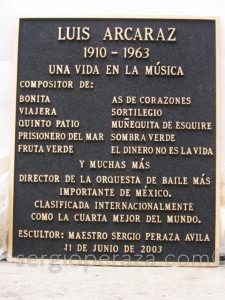 LUIS ARCARAZ
1910 - 1963
UNA VIDA EN LA MÚSICA
COMPOSITOR DE:
BONITA AS DE CORAZONES
VIAJERA SORTILEGIO
QUINTO PATIO MUÑEQUITA DE ESQUIRE
PRISIONERO DEL MAR SOMBRA VERDE
FRUTA VERDE EL DINERO NO ES LA VIDA
Y MUCHAS MÁS
DIRECTOR DE LA ORQUESTA DE BAILE MÁS
IMPORTANTE DE MÉXICO.
CLASIFICADA INTERNACIONALMENTE
COMO LA CUARTA MEJOR DEL MUNDO.
ESCULTOR: MAESTRO SERGIO PERAZA AVILA
11 DE JUNIO DE 2003
sergioperaza.com